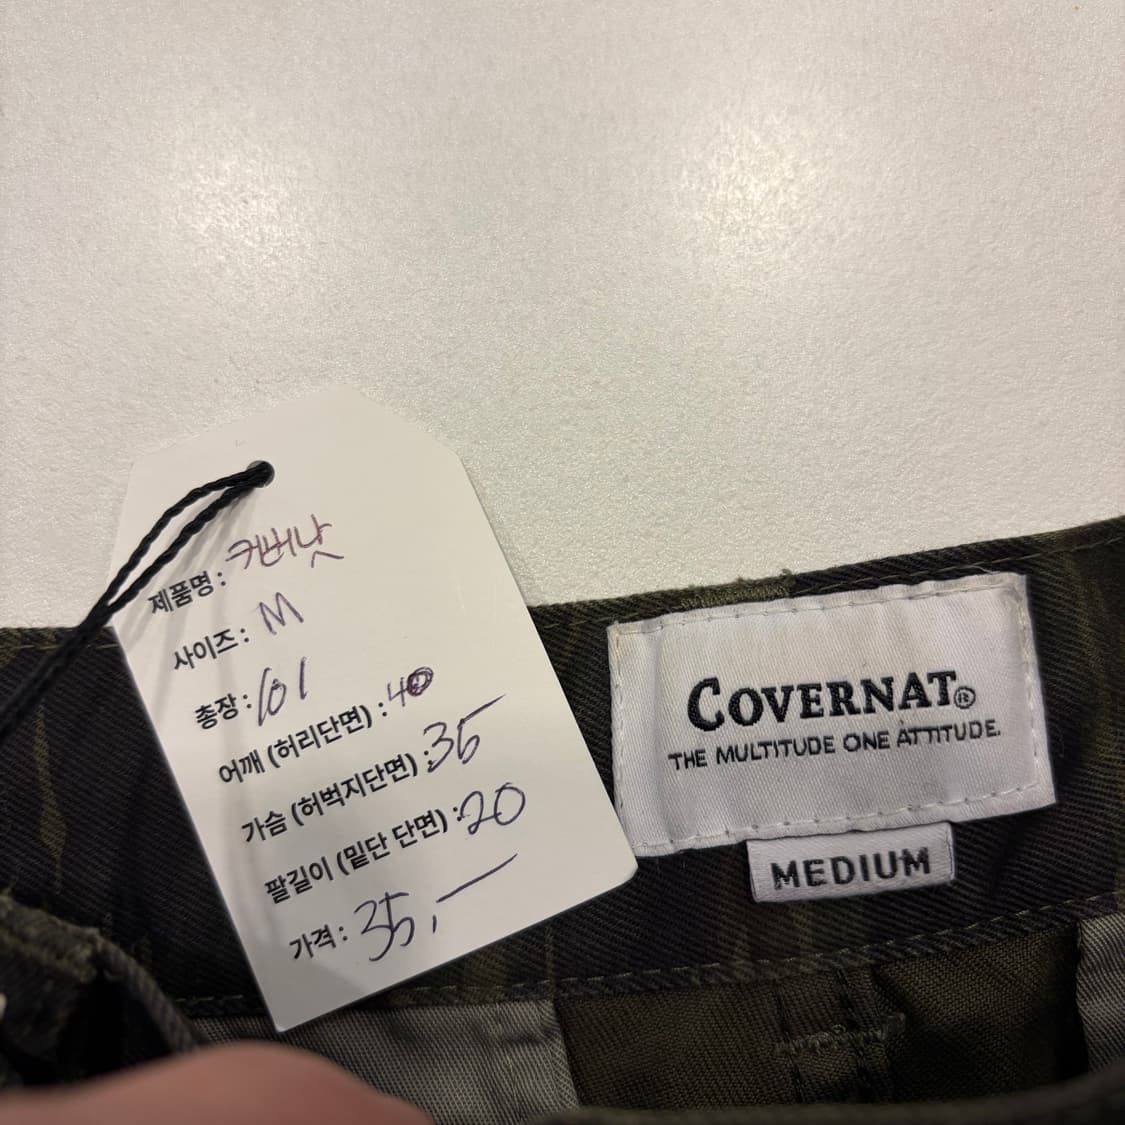 제품명 : 커버낫
사이즈 : M
총장 : 101
어깨 (허리단면) : 40
가슴 (허벅지단면) : 35
팔길이 (밑단 단면) : 20
가격 : 35,-
COVERNAT®
THE MULTITUDE ONE ATTITUDE.
MEDIUM